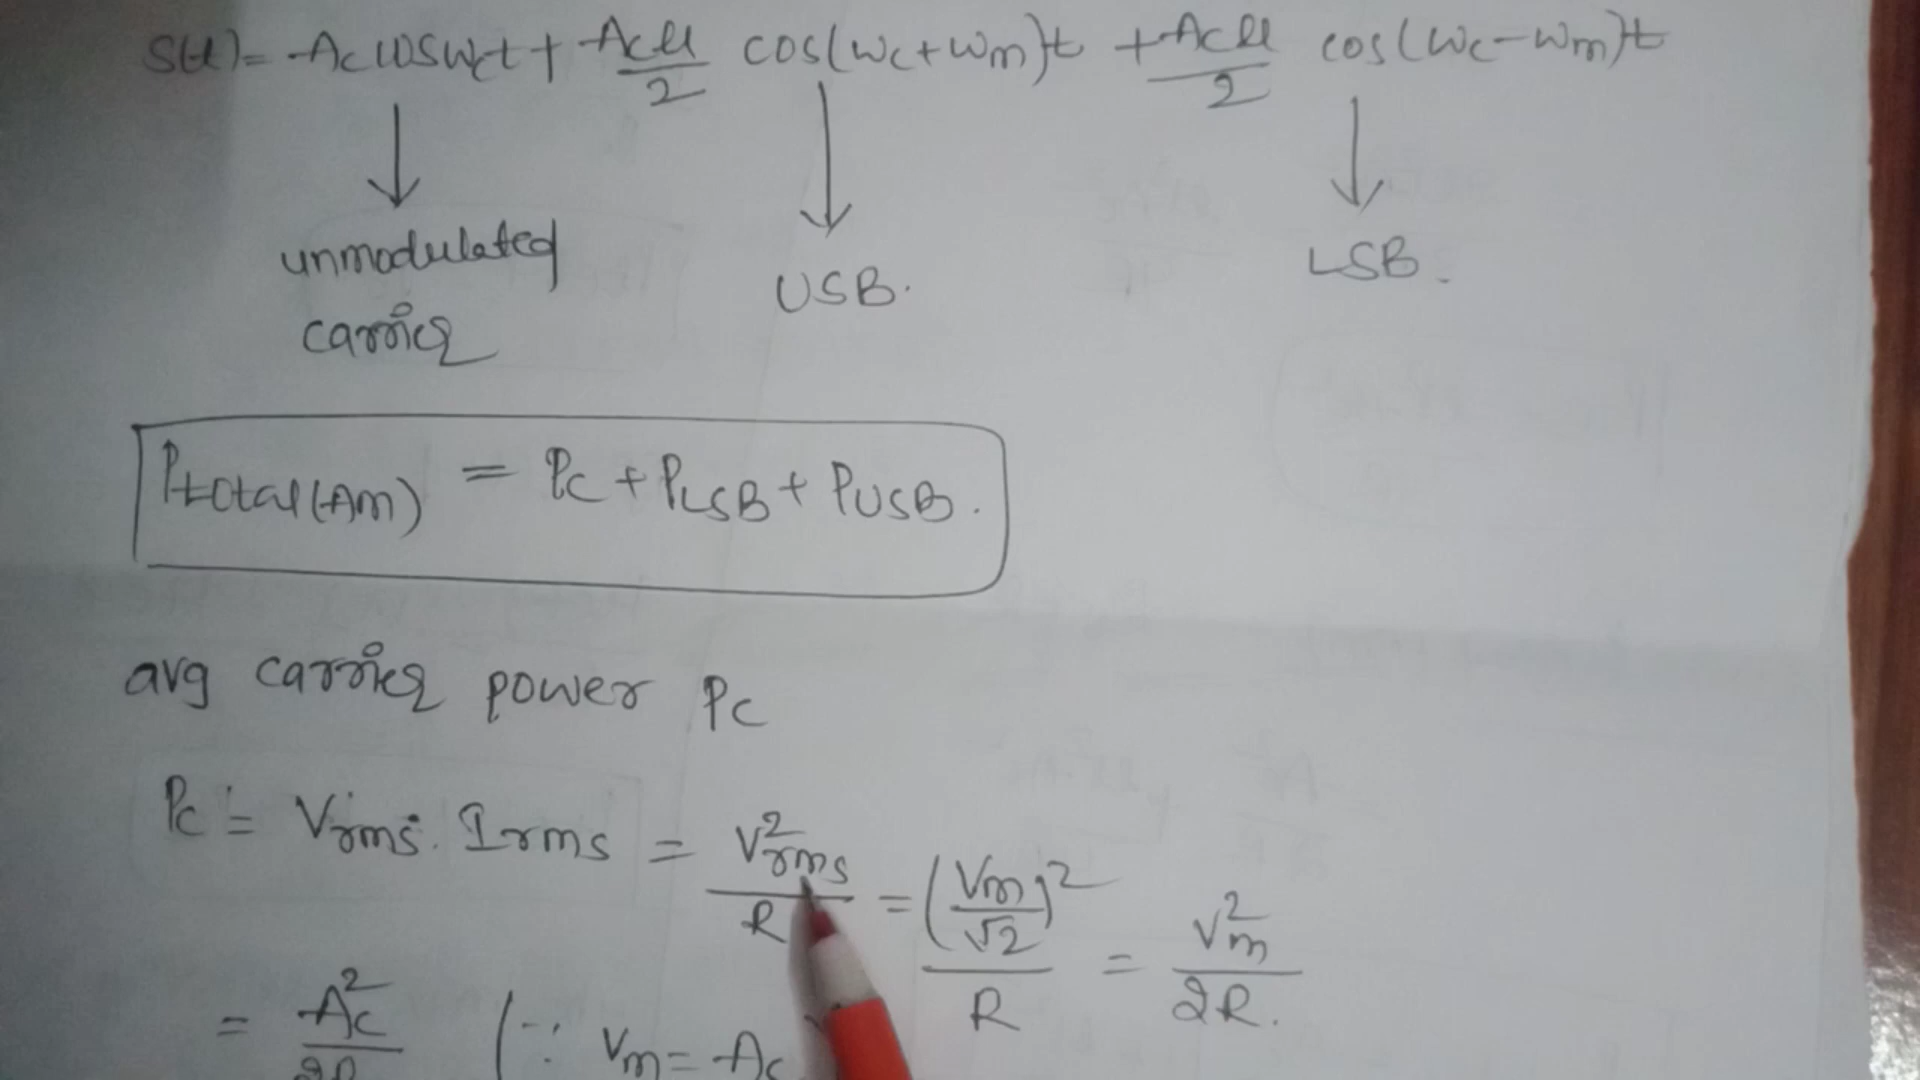 S(t) = Ac cos wct + Acμ/2 cos(wc+wm)t + Acμ/2 cos(wc-wm)t
unmodulated carrier
USB.
LSB.
Ptotal(Am) = Pc + PLSB + PUSB.
avg carrier power Pc
Pc = Vrms. Irms = V²rms/R = (Vm/√2)²/R = V²m/2R.
= A²c/2R (∵ Vm = Ac